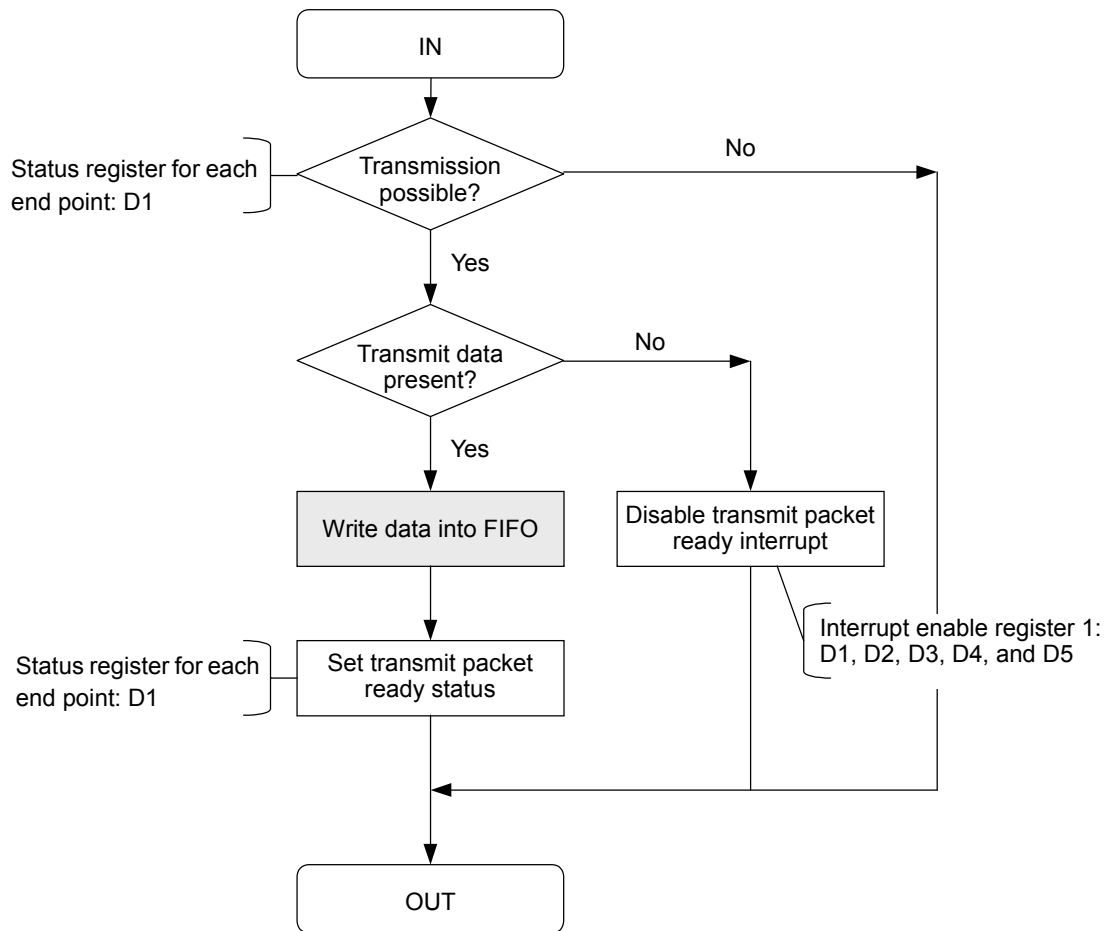 IN
Status register for each
end point: D1
Transmission
possible?
No
Yes
Transmit data
present?
No
Yes
Write data into FIFO
Disable transmit packet
ready interrupt
Interrupt enable register 1:
D1, D2, D3, D4, and D5
Status register for each
end point: D1
Set transmit packet
ready status
OUT